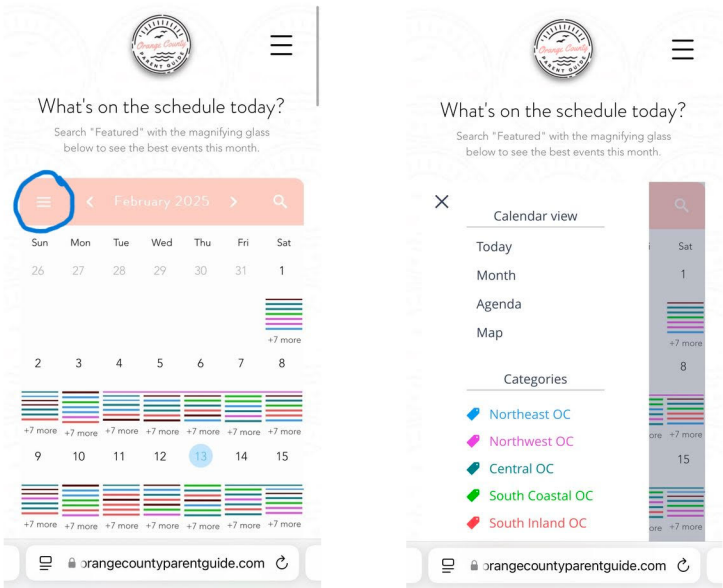 Orange County
PARENT GUIDE
What's on the schedule today?
Search "Featured" with the magnifying glass
below to see the best events this month.
February 2025
Sun Mon Tue Wed Thu Fri Sat
26 27 28 29 30 31 1
+7 more
2 3 4 5 6 7 8
+7 more +7 more +7 more +7 more +7 more +7 more +7 more
9 10 11 12 13 14 15
+7 more +7 more +7 more +7 more +7 more +7 more +7 more
orangecountyparentguide.com
Orange County
PARENT GUIDE
What's on the schedule today?
Search "Featured" with the magnifying glass
below to see the best events this month.
Calendar view
Today
Month
Agenda
Map
Categories
Northeast OC
Northwest OC
Central OC
South Coastal OC
South Inland OC
Sat
1
+7 more
8
ore +7 more
15
ore +7 more
orangecountyparentguide.com